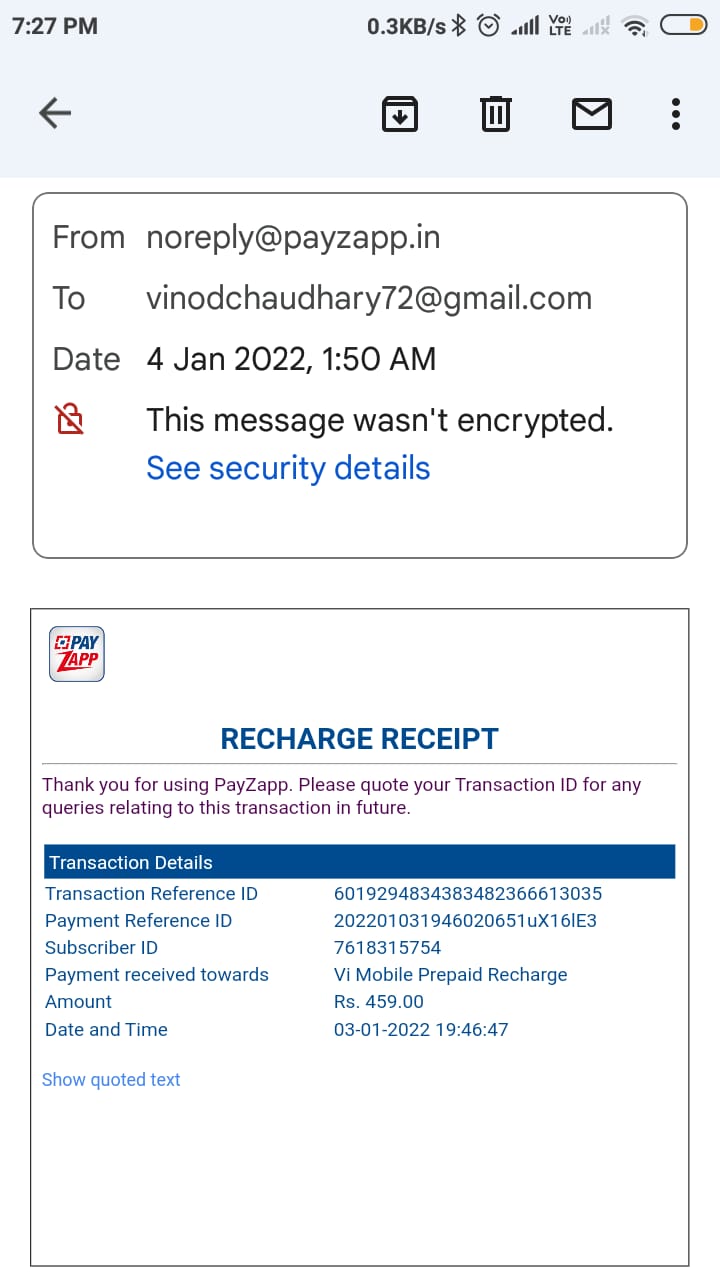 7:27 PM
0.3KB/s
Vo))
LTE
From noreply@payzapp.in
To vinodchaudhary72@gmail.com
Date 4 Jan 2022, 1:50 AM
This message wasn't encrypted.
See security details
PAY
ZAPP
RECHARGE RECEIPT
Thank you for using PayZapp. Please quote your Transaction ID for any
queries relating to this transaction in future.
Transaction Details
Transaction Reference ID 6019294834383482366613035
Payment Reference ID 202201031946020651uX16lE3
Subscriber ID 7618315754
Payment received towards Vi Mobile Prepaid Recharge
Amount Rs. 459.00
Date and Time 03-01-2022 19:46:47
Show quoted text